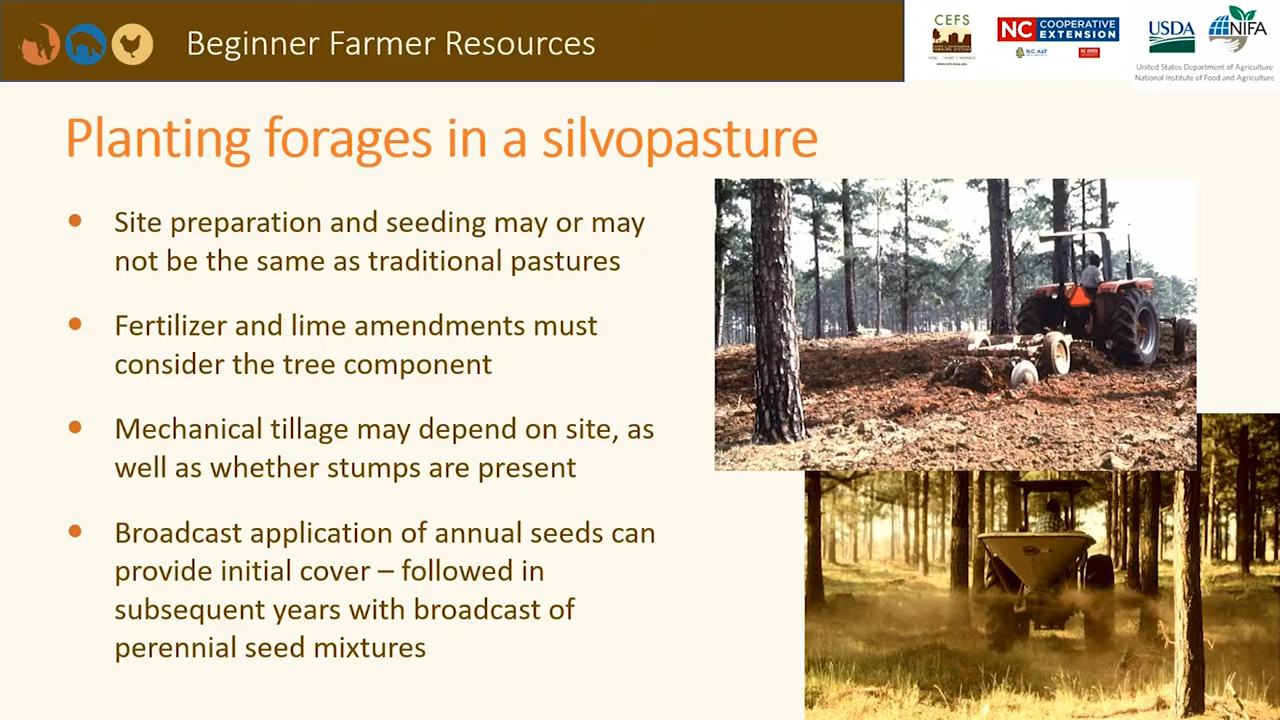 Beginner Farmer Resources
CEFS
NC COOPERATIVE
EXTENSION
N.C. A&T
NC STATE
USDA
NIFA
United States Department of Agriculture
National Institute of Food and Agriculture
Planting forages in a silvopasture
Site preparation and seeding may or may
not be the same as traditional pastures
Fertilizer and lime amendments must
consider the tree component
Mechanical tillage may depend on site, as
well as whether stumps are present
Broadcast application of annual seeds can
provide initial cover – followed in
subsequent years with broadcast of
perennial seed mixtures